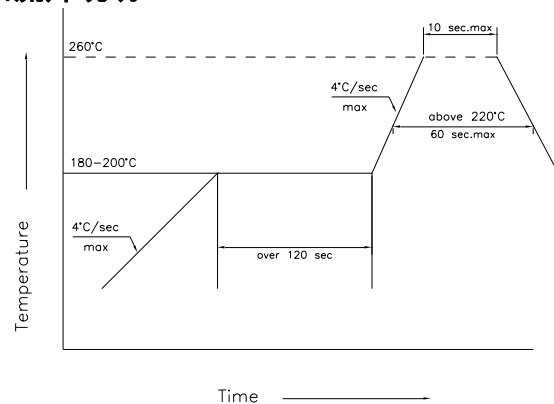 10 sec.max
260°C
4°C/sec
max
above 220°C
60 sec.max
180-200°C
4°C/sec
max
over 120 sec
Temperature
Time